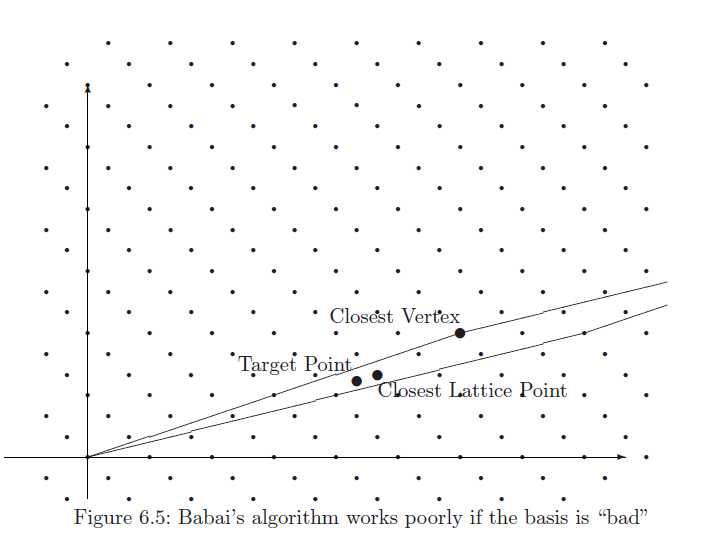 Closest Vertex
Target Point
Closest Lattice Point
Figure 6.5: Babai's algorithm works poorly if the basis is “bad”